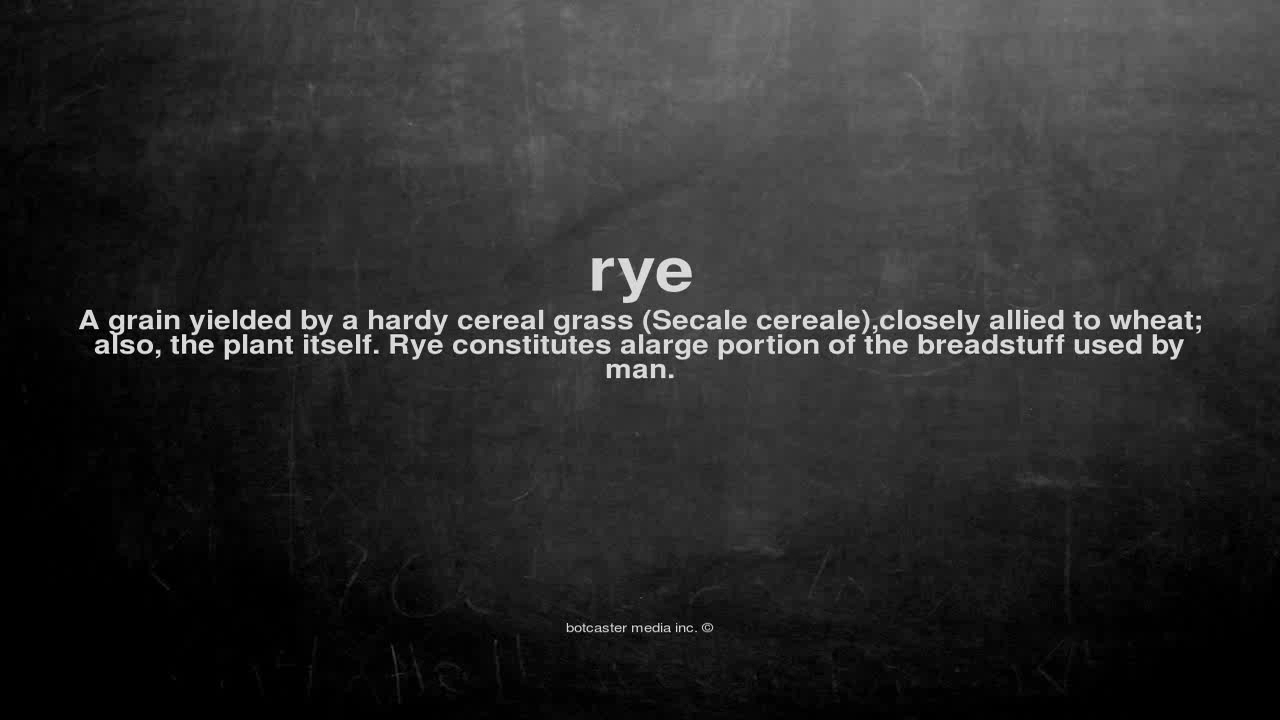 rye
A grain yielded by a hardy cereal grass (Secale cereale),closely allied to wheat;
also, the plant itself. Rye constitutes alarge portion of the breadstuff used by
man.
botcaster media inc. ©